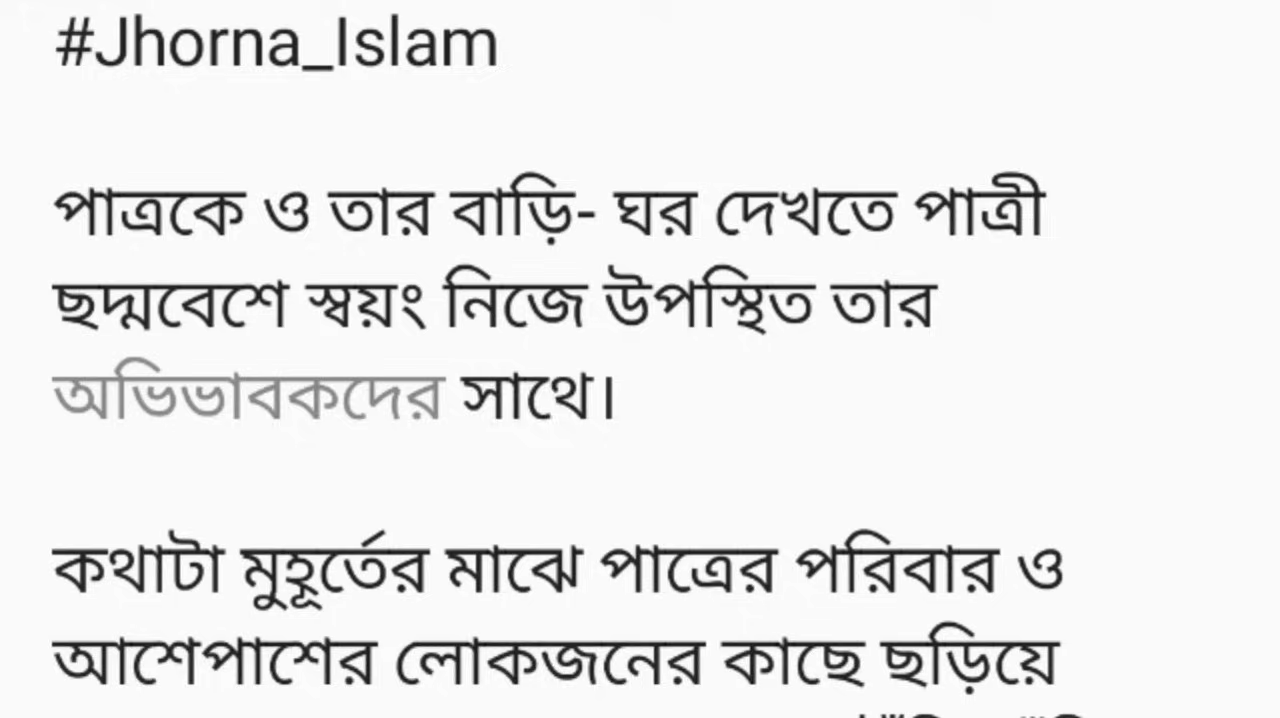 #Jhorna_Islam
পাত্রকে ও তার বাড়ি- ঘর দেখতে পাত্রী
ছদ্মবেশে স্বয়ং নিজে উপস্থিত তার
অভিভাবকদের সাথে।
কথাটা মুহূর্তের মাঝে পাত্রের পরিবার ও
আশেপাশের লোকজনের কাছে ছড়িয়ে